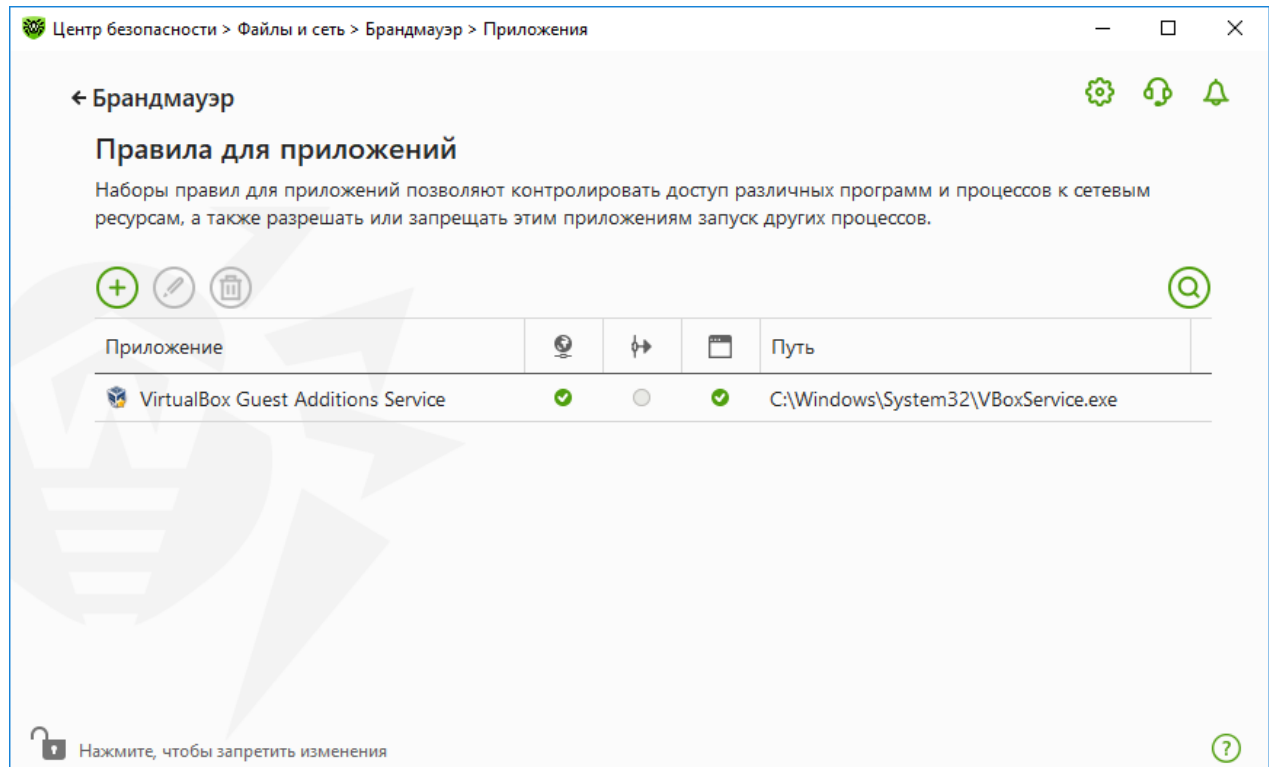 Центр безопасности > Файлы и сеть > Брандмауэр > Приложения
Брандмауэр
Правила для приложений
Наборы правил для приложений позволяют контролировать доступ различных программ и процессов к сетевым
ресурсам, а также разрешать или запрещать этим приложениям запуск других процессов.
Приложение Путь
VirtualBox Guest Additions Service C:\Windows\System32\VBoxService.exe
Нажмите, чтобы запретить изменения